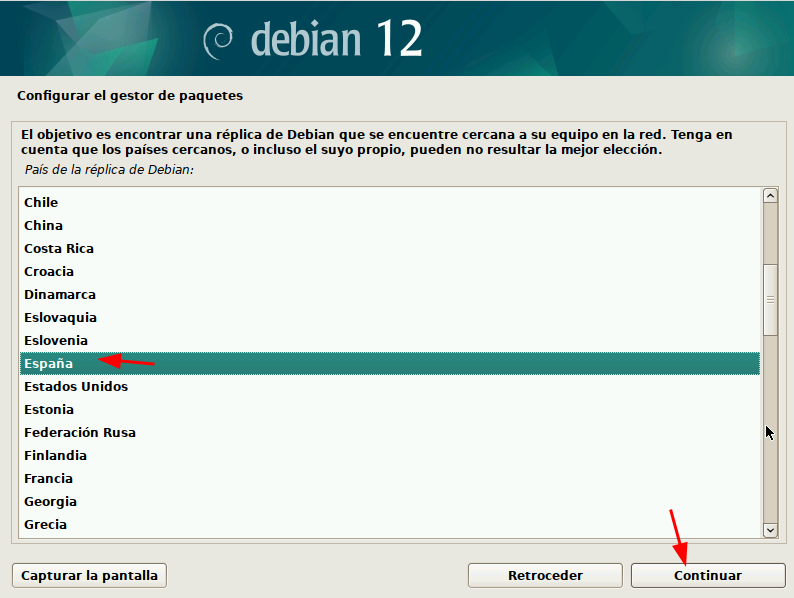 debian 12
Configurar el gestor de paquetes
El objetivo es encontrar una réplica de Debian que se encuentre cercana a su equipo en la red. Tenga en
cuenta que los países cercanos, o incluso el suyo propio, pueden no resultar la mejor elección.
País de la réplica de Debian:
Chile
China
Costa Rica
Croacia
Dinamarca
Eslovaquia
Eslovenia
España
Estados Unidos
Estonia
Federación Rusa
Finlandia
Francia
Georgia
Grecia
Capturar la pantalla
Retroceder
Continuar